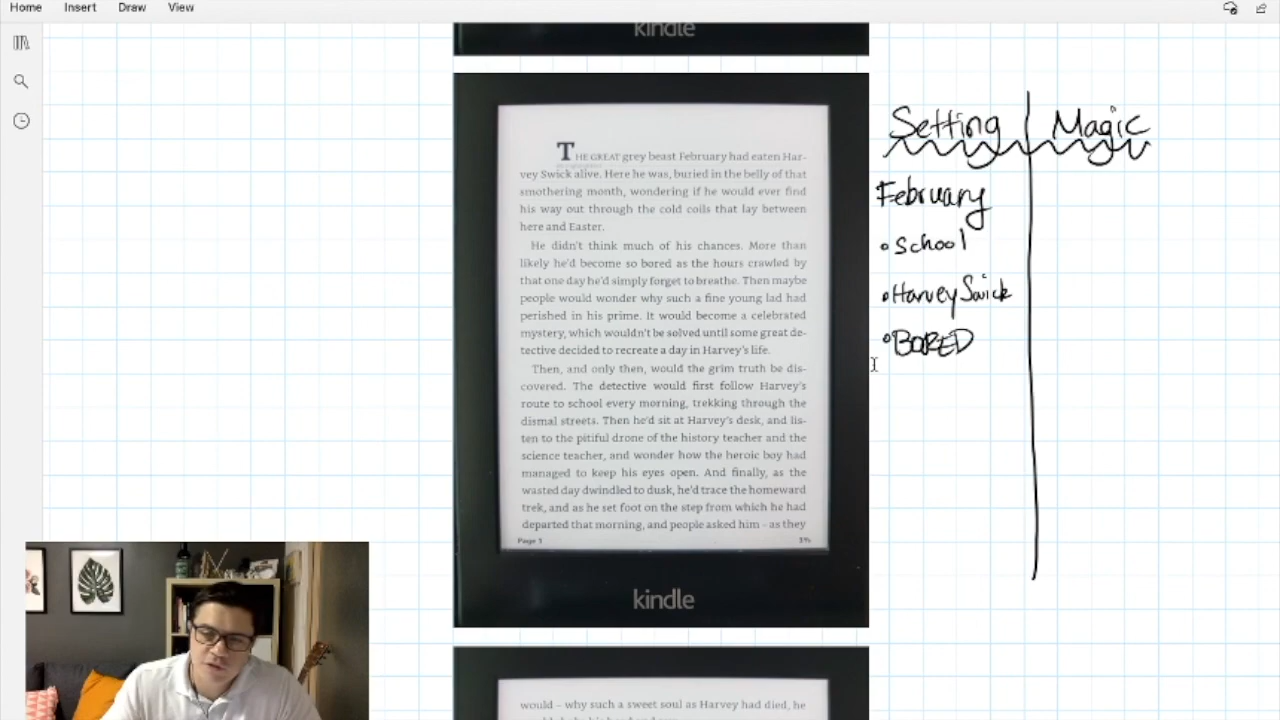 Home Insert Draw View
kindle
THE GREAT grey beast February had eaten Har-
vey Swick alive. Here he was, buried in the belly of that
smothering month, wondering if he would ever find
his way out through the cold coils that lay between
here and Easter.
He didn't think much of his chances. More than
likely he'd become so bored as the hours crawled by
that one day he'd simply forget to breathe. Then maybe
people would wonder why such a fine young lad had
perished in his prime. It would become a celebrated
mystery, which wouldn't be solved until some great de-
tective decided to recreate a day in Harvey's life.
Then, and only then, would the grim truth be dis-
covered. The detective would first follow Harvey's
route to school every morning, trekking through the
dismal streets. Then he'd sit at Harvey's desk, and lis-
ten to the pitiful drone of the history teacher and the
science teacher, and wonder how the heroic boy had
managed to keep his eyes open. And finally, as the
wasted day dwindled to dusk, he'd trace the homeward
trek, and as he set foot on the step from which he had
departed that morning, and people asked him – as they
Page 1 1%
kindle
would – why such a sweet soul as Harvey had died, he
Setting Magic
February
• School
• Harvey Swick
• BORED